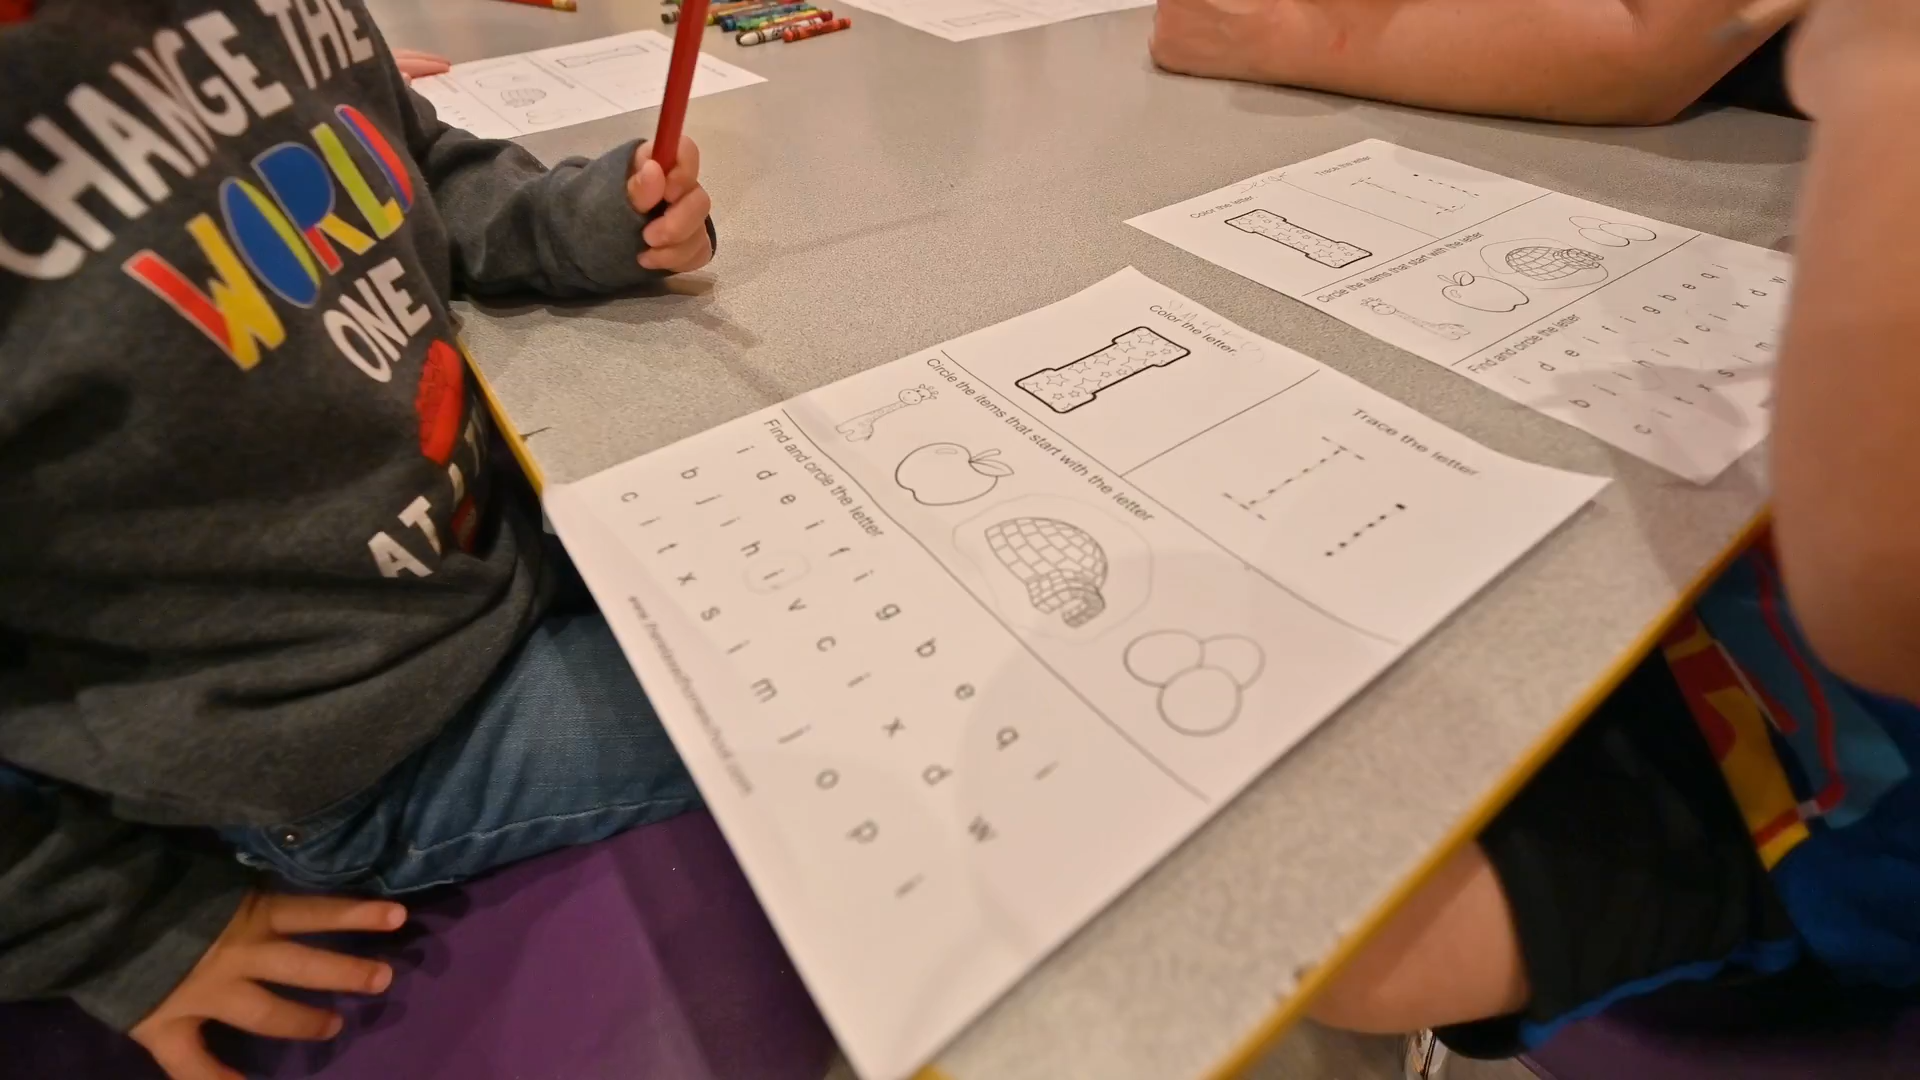 CHANGE THE
WORLD
ONE
AT
Color the letter.
Trace the letter
Circle the items that start with the letter
Find and circle the letter
i d e i f i g b e q i
b j i h i v c i x d w
c i t x s i m j o p i
Color the letter.
Trace the letter
Circle the items that start with the letter
Find and circle the letter
i d e i f i g b e q i
b j i h i v c i x d w
c i t x s i m